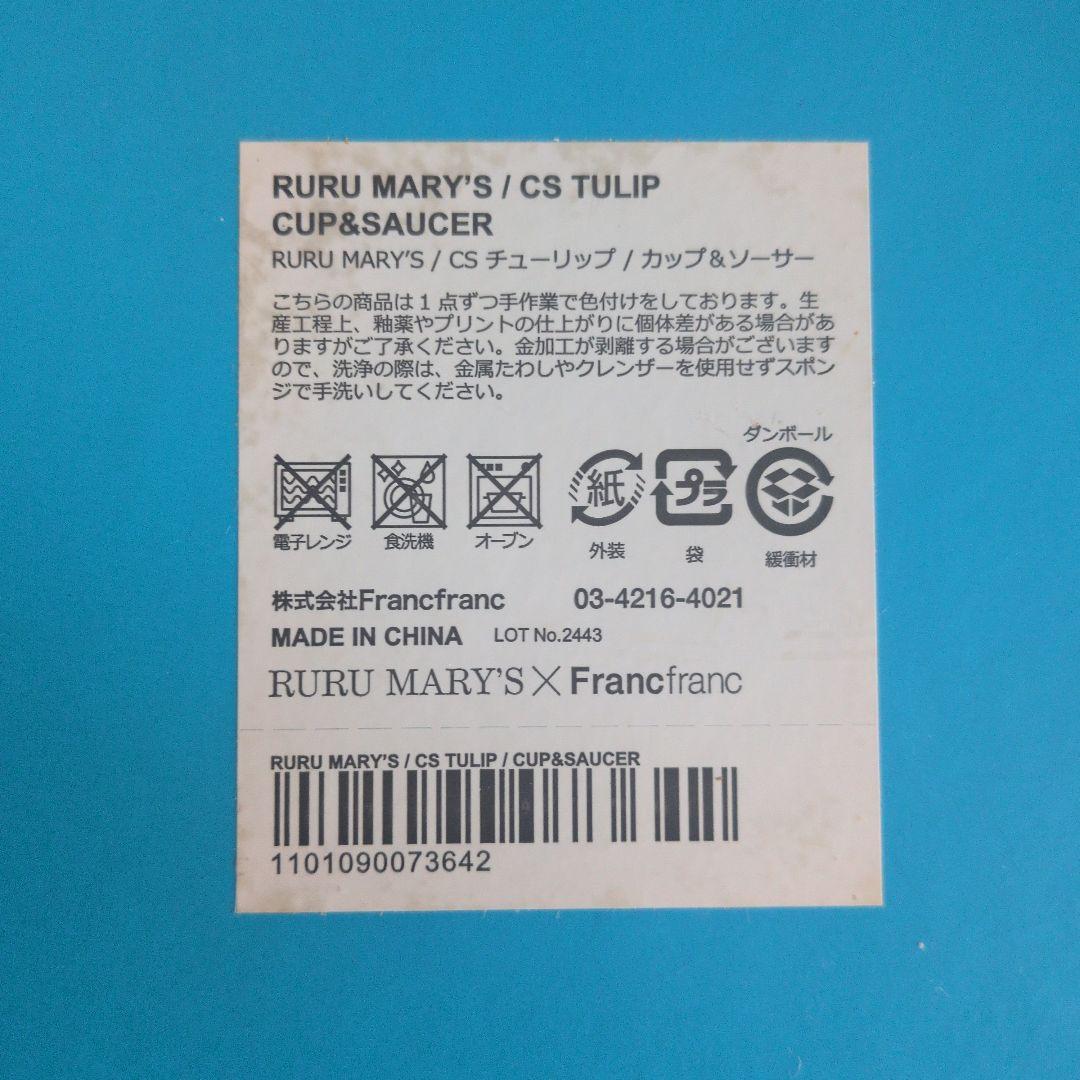 RURU MARY'S / CS TULIP
CUP&SAUCER
RURU MARY'S / CS チューリップ / カップ＆ソーサー
こちらの商品は1点ずつ手作業で色付けをしております。生
産工程上、釉薬やプリントの仕上がりに個体差がある場合があ
りますがご了承ください。金加工が剥離する場合がございます
ので、洗浄の際は、金属たわしやクレンザーを使用せずスポン
ジで手洗いしてください。
ダンボール
紙 プラ
電子レンジ 食洗機 オーブン 外装 袋 緩衝材
株式会社Francfranc 03-4216-4021
MADE IN CHINA LOT No.2443
RURU MARY'S×Francfranc
RURU MARY'S / CS TULIP / CUP&SAUCER
1101090073642